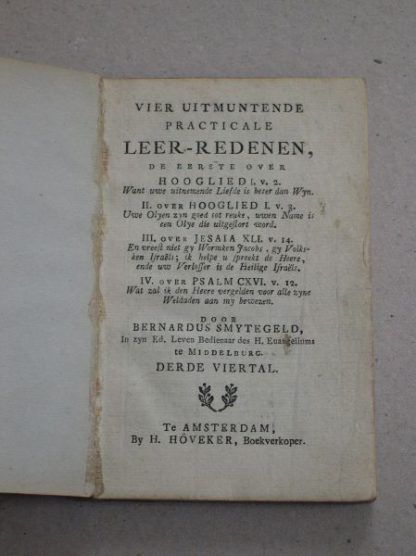 VIER UITMUNTENDE
PRACTICALE
LEER-REDENEN,
DE EERSTE OVER
HOOGLIED I. v. 2.
Want uwe uitnemende Liefde is beter dan Wyn.
II. OVER HOOGLIED I. v. 3.
Uwe Olyen zyn goed tot reuke, uwen Name is
een Olye die uitgestort word.
III. OVER JESAIA XLI. v. 14.
En vreest niet gy Wormken Jacobs, gy Volks-
ken Israëls; ik helpe u spreekt de Heere,
ende uw Verlosser is de Heilige Israëls.
IV. OVER PSALM CXVI. v. 12.
Wat zal ik den Heere vergelden voor alle zyne
Weldaden aan my bewezen.
DOOR
BERNARDUS SMYTEGELD,
In zyn Ed. Leven Bedienaar des H. Euangeliums
te MIDDELBURG.
DERDE VIERTAL.
Te AMSTERDAM,
By H. HÖVEKER, Boekverkoper.